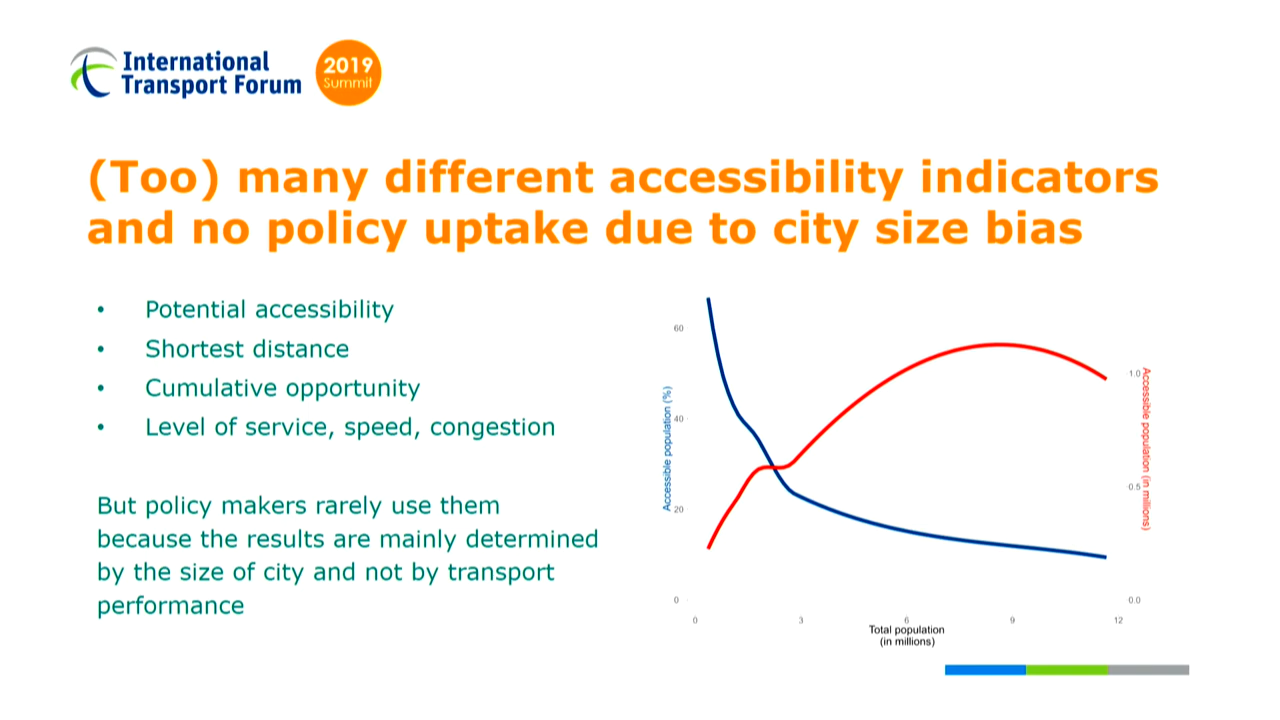 International
Transport Forum
2019
Summit
(Too) many different accessibility indicators
and no policy uptake due to city size bias
• Potential accessibility
• Shortest distance
• Cumulative opportunity
• Level of service, speed, congestion
But policy makers rarely use them
because the results are mainly determined
by the size of city and not by transport
performance
Accessible population (%)
60
40
20
0
0
3
6
9
12
Total population
(in millions)
1.0
0.5
0.0
Accessible population (in millions)